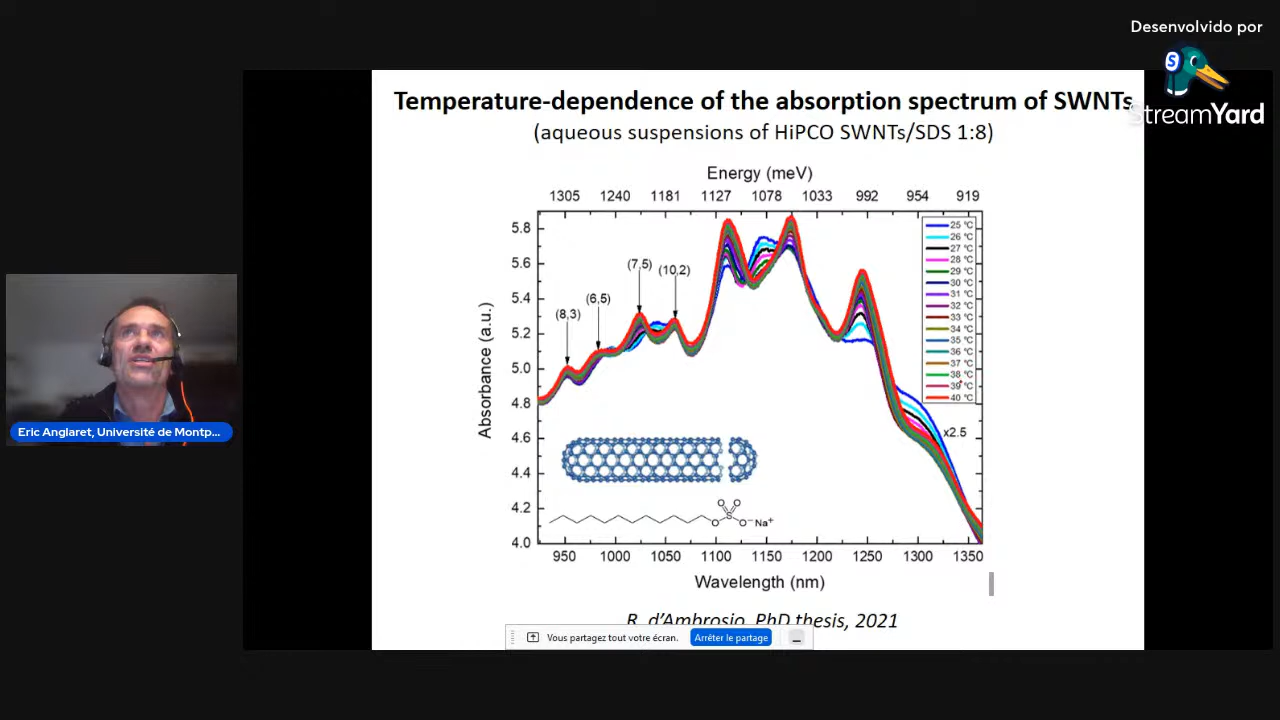 Desenvolvido por
StreamYard
Temperature-dependence of the absorption spectrum of SWNTs
(aqueous suspensions of HiPCO SWNTs/SDS 1:8)
Energy (meV)
1305 1240 1181 1127 1078 1033 992 954 919
5.8
5.6
5.4
5.2
5.0
4.8
4.6
4.4
4.2
4.0
Absorbance (a.u.)
(8,3)
(6,5)
(7,5)
(10,2)
25 °C
26 °C
27 °C
28 °C
29 °C
30 °C
31 °C
32 °C
33 °C
34 °C
35 °C
36 °C
37 °C
38 °C
39 °C
40 °C
x2.5
O O
S
O O⁻ Na⁺
950 1000 1050 1100 1150 1200 1250 1300 1350
Wavelength (nm)
R. d'Ambrosio, PhD thesis, 2021
Vous partagez tout votre écran. Arrêter le partage
Eric Anglaret, Université de Montp...